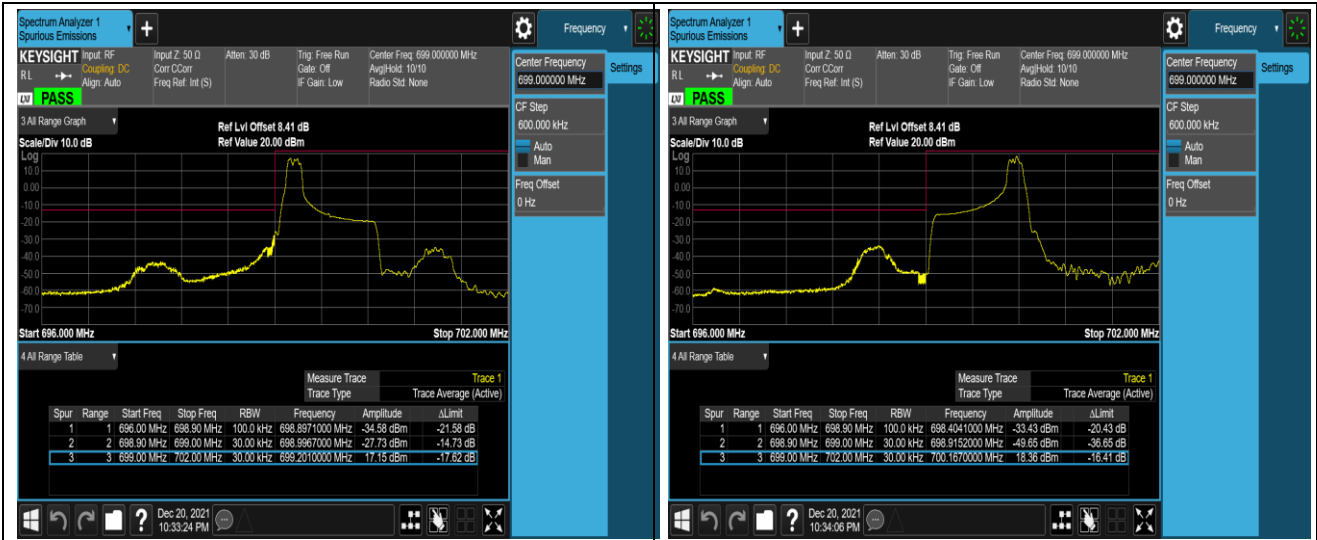 Spectrum Analyzer 1
Spurious Emissions
+
Frequency
KEYSIGHT Input: RF Input Z: 50 Ω Atten: 30 dB Trig: Free Run Center Freq: 699.000000 MHz
Coupling: DC Corr CCorr Gate: Off Avg|Hold: 10/10
R L Align: Auto Freq Ref: Int (S) IF Gain: Low Radio Std: None
LXI PASS
Center Frequency
699.000000 MHz
Settings
CF Step
600.000 kHz
Auto
Man
Freq Offset
0 Hz
3 All Range Graph
Ref Lvl Offset 8.41 dB
Scale/Div 10.0 dB Ref Value 20.00 dBm
Log
10.0
0.00
-10.0
-20.0
-30.0
-40.0
-50.0
-60.0
-70.0
Start 696.000 MHz Stop 702.000 MHz
4 All Range Table
Measure Trace Trace 1
Trace Type Trace Average (Active)
Spur Range Start Freq Stop Freq RBW Frequency Amplitude ΔLimit
1 1 696.00 MHz 698.90 MHz 100.0 kHz 698.8971000 MHz -34.58 dBm -21.58 dB
2 2 698.90 MHz 699.00 MHz 30.00 kHz 698.9967000 MHz -27.73 dBm -14.73 dB
3 3 699.00 MHz 702.00 MHz 30.00 kHz 699.2010000 MHz 17.15 dBm -17.62 dB
?
Dec 20, 2021
10:33:24 PM
Spectrum Analyzer 1
Spurious Emissions
+
Frequency
KEYSIGHT Input: RF Input Z: 50 Ω Atten: 30 dB Trig: Free Run Center Freq: 699.000000 MHz
Coupling: DC Corr CCorr Gate: Off Avg|Hold: 10/10
R L Align: Auto Freq Ref: Int (S) IF Gain: Low Radio Std: None
LXI PASS
Center Frequency
699.000000 MHz
Settings
CF Step
600.000 kHz
Auto
Man
Freq Offset
0 Hz
3 All Range Graph
Ref Lvl Offset 8.41 dB
Scale/Div 10.0 dB Ref Value 20.00 dBm
Log
10.0
0.00
-10.0
-20.0
-30.0
-40.0
-50.0
-60.0
-70.0
Start 696.000 MHz Stop 702.000 MHz
4 All Range Table
Measure Trace Trace 1
Trace Type Trace Average (Active)
Spur Range Start Freq Stop Freq RBW Frequency Amplitude ΔLimit
1 1 696.00 MHz 698.90 MHz 100.0 kHz 698.4041000 MHz -33.43 dBm -20.43 dB
2 2 698.90 MHz 699.00 MHz 30.00 kHz 698.9152000 MHz -49.65 dBm -36.65 dB
3 3 699.00 MHz 702.00 MHz 30.00 kHz 700.1670000 MHz 18.36 dBm -16.41 dB
?
Dec 20, 2021
10:34:06 PM